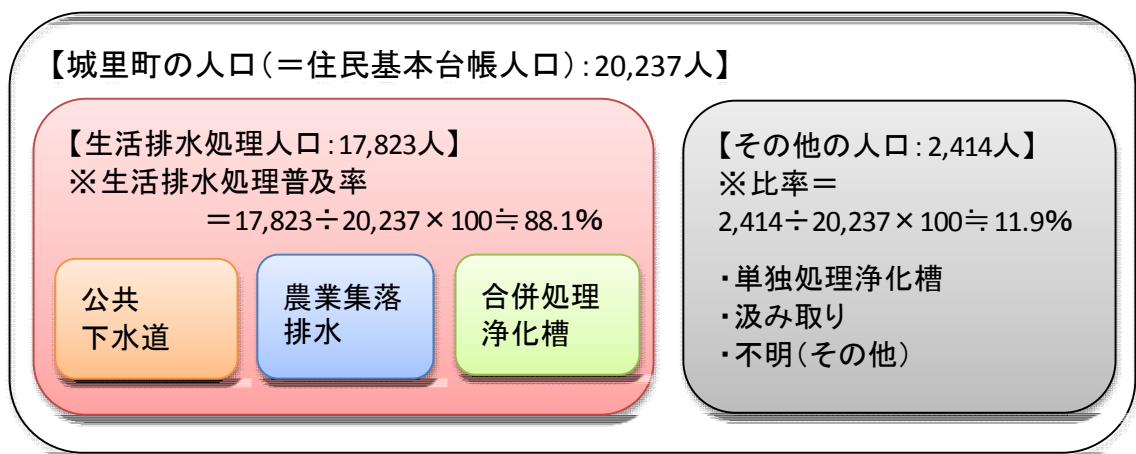 【城里町の人口(=住民基本台帳人口):20,237人】
【生活排水処理人口:17,823人】
※生活排水処理普及率
=17,823÷20,237×100≒88.1%
公共
下水道
農業集落
排水
合併処理
浄化槽
【その他の人口:2,414人】
※比率=
2,414÷20,237×100≒11.9%
・単独処理浄化槽
・汲み取り
・不明(その他)